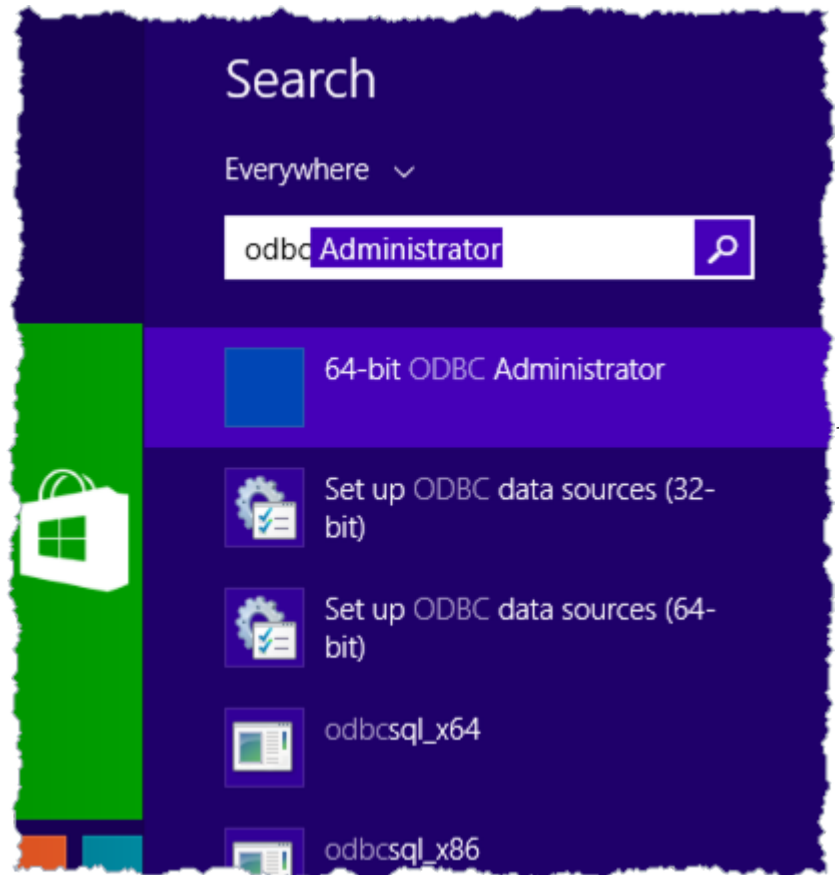 Search
Everywhere
odbc Administrator
64-bit ODBC Administrator
Set up ODBC data sources (32-
bit)
Set up ODBC data sources (64-
bit)
odbcsql_x64
odbcsql_x86